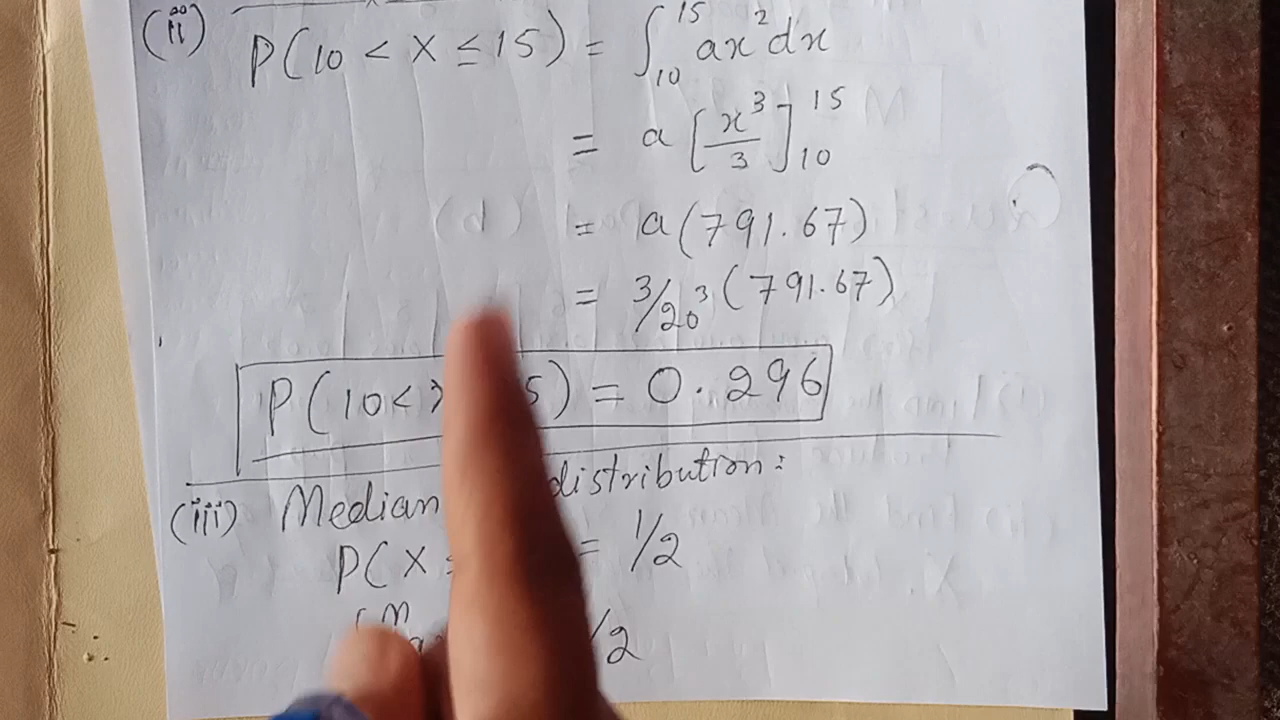 (ii) P(10 < X ≤ 15) = ∫₁₀¹⁵ ax² dx
= a [x³/3]₁₀¹⁵
= a(791.67)
= 3/20³ (791.67)
P(10 < 5) = 0.296
(iii) Median distribution:
P(X = 1/2
m /2